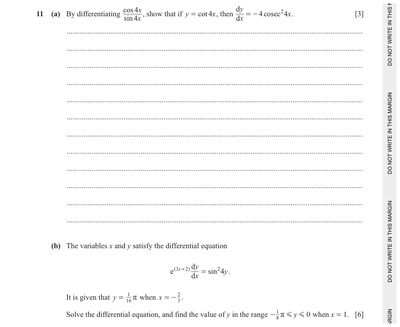 11 (a) By differentiating cos 4x / sin 4x, show that if y = cot 4x, then dy/dx = −4 cosec²4x. [3]
(b) The variables x and y satisfy the differential equation
e^(3x+2) dy/dx = sin²4y.
It is given that y = 1/16 π when x = −2/3.
Solve the differential equation, and find the value of y in the range −1/8 π ⩽ y ⩽ 0 when x = 1. [6]
DO NOT WRITE IN THIS MARGIN
DO NOT WRITE IN THIS MARGIN
DO NOT WRITE IN THIS MARGIN